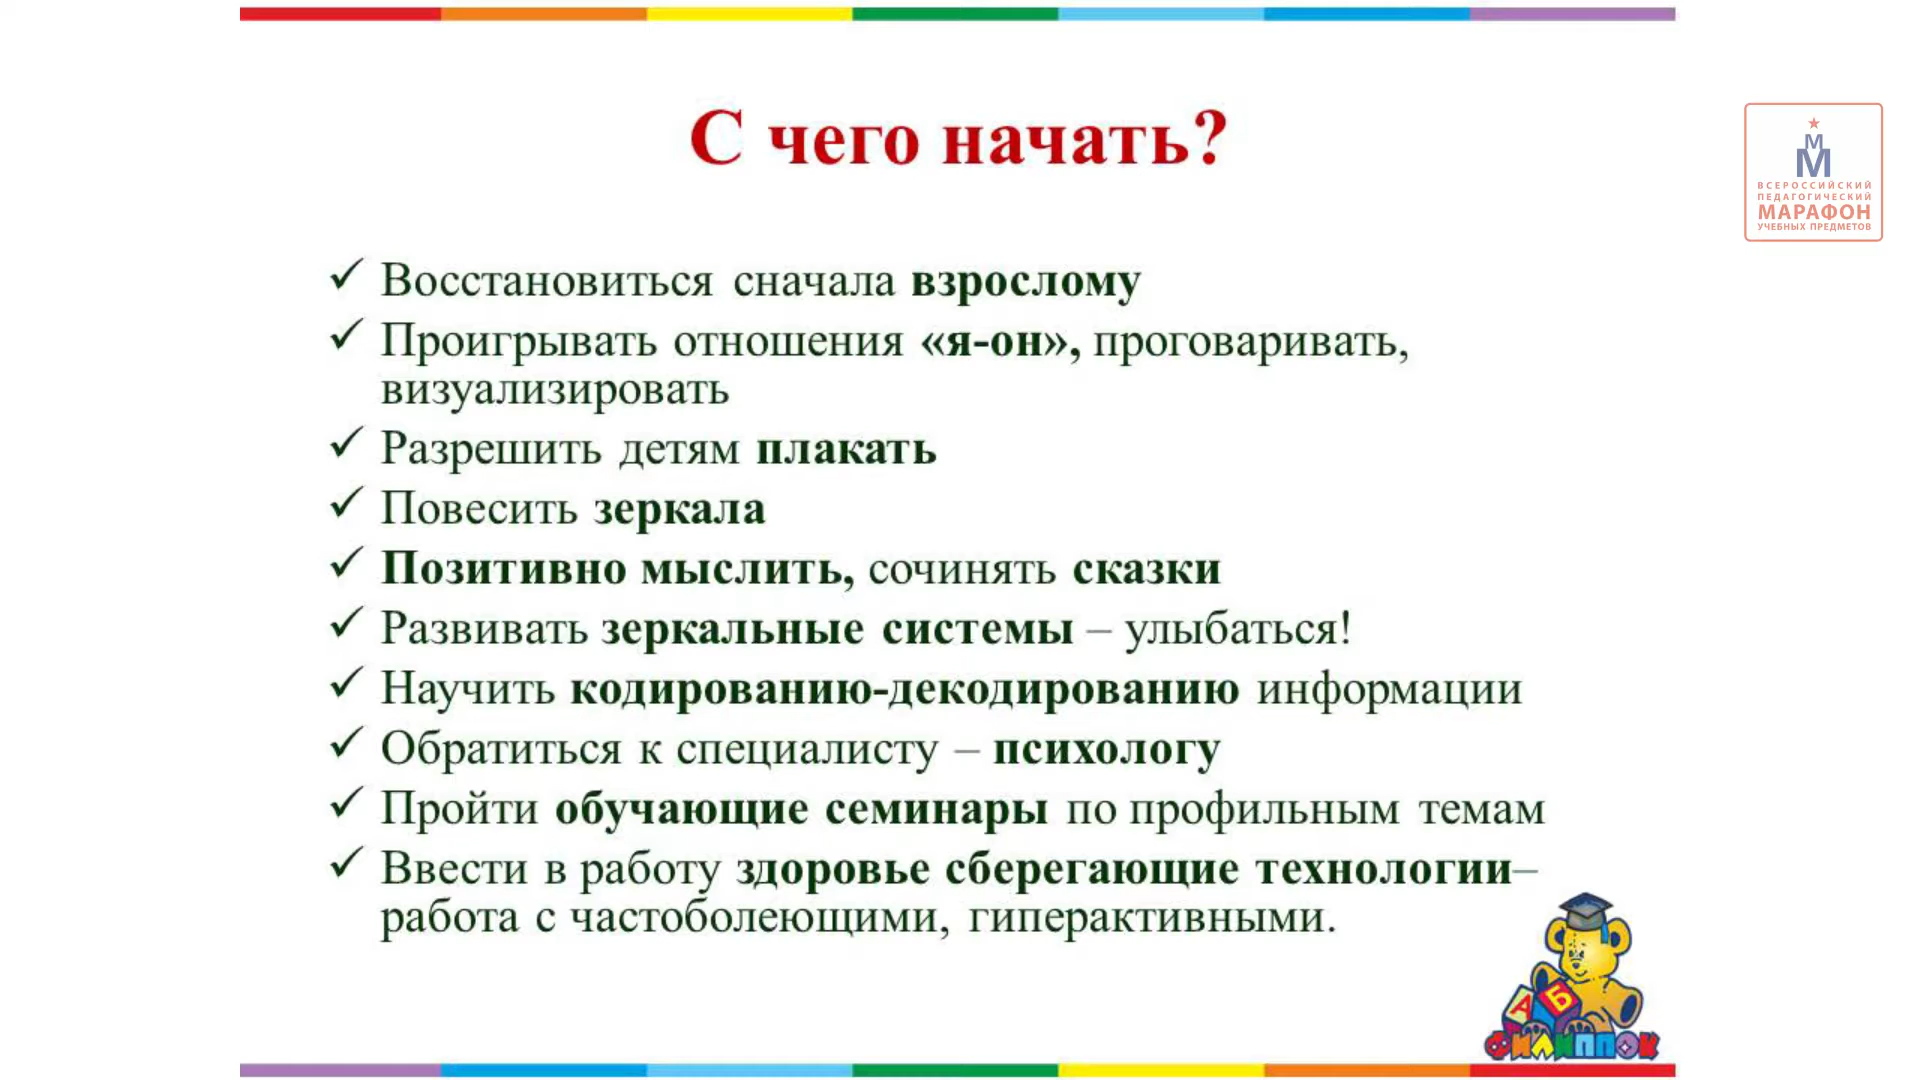 С чего начать?
М
М
ВСЕРОССИЙСКИЙ
ПЕДАГОГИЧЕСКИЙ
МАРАФОН
УЧЕБНЫХ ПРЕДМЕТОВ
Восстановиться сначала взрослому
Проигрывать отношения «я-он», проговаривать,
визуализировать
Разрешить детям плакать
Повесить зеркала
Позитивно мыслить, сочинять сказки
Развивать зеркальные системы – улыбаться!
Научить кодированию-декодированию информации
Обратиться к специалисту – психологу
Пройти обучающие семинары по профильным темам
Ввести в работу здоровье сберегающие технологии–
работа с частоболеющими, гиперактивными.
А Б
ФИЛИППОК